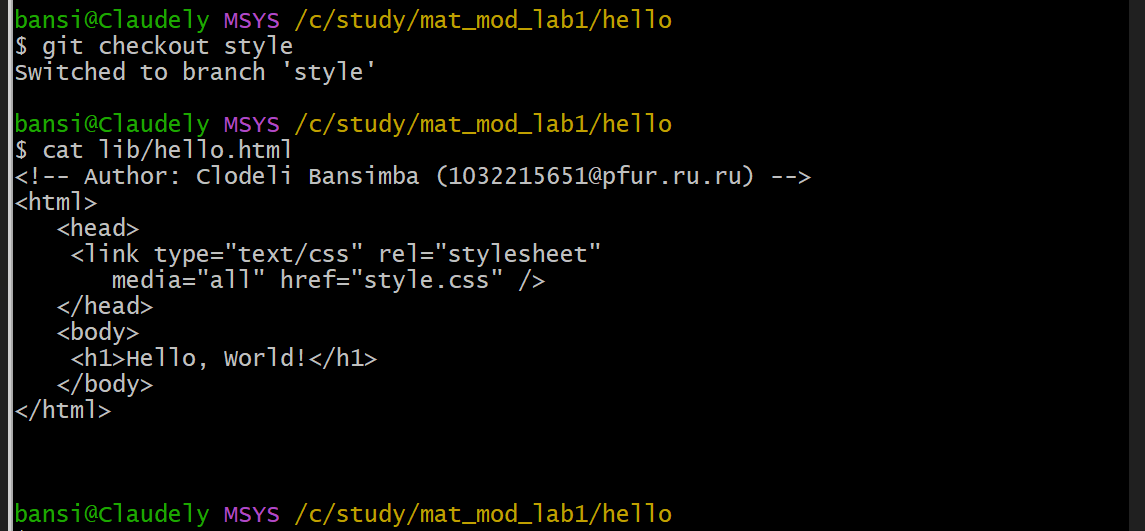 bansi@Claudely MSYS /c/study/mat_mod_lab1/hello
$ git checkout style
Switched to branch 'style'
bansi@Claudely MSYS /c/study/mat_mod_lab1/hello
$ cat lib/hello.html
<!-- Author: Clodeli Bansimba (1032215651@pfur.ru.ru) -->
<html>
   <head>
    <link type="text/css" rel="stylesheet"
       media="all" href="style.css" />
   </head>
   <body>
    <h1>Hello, World!</h1>
   </body>
</html>
bansi@Claudely MSYS /c/study/mat_mod_lab1/hello